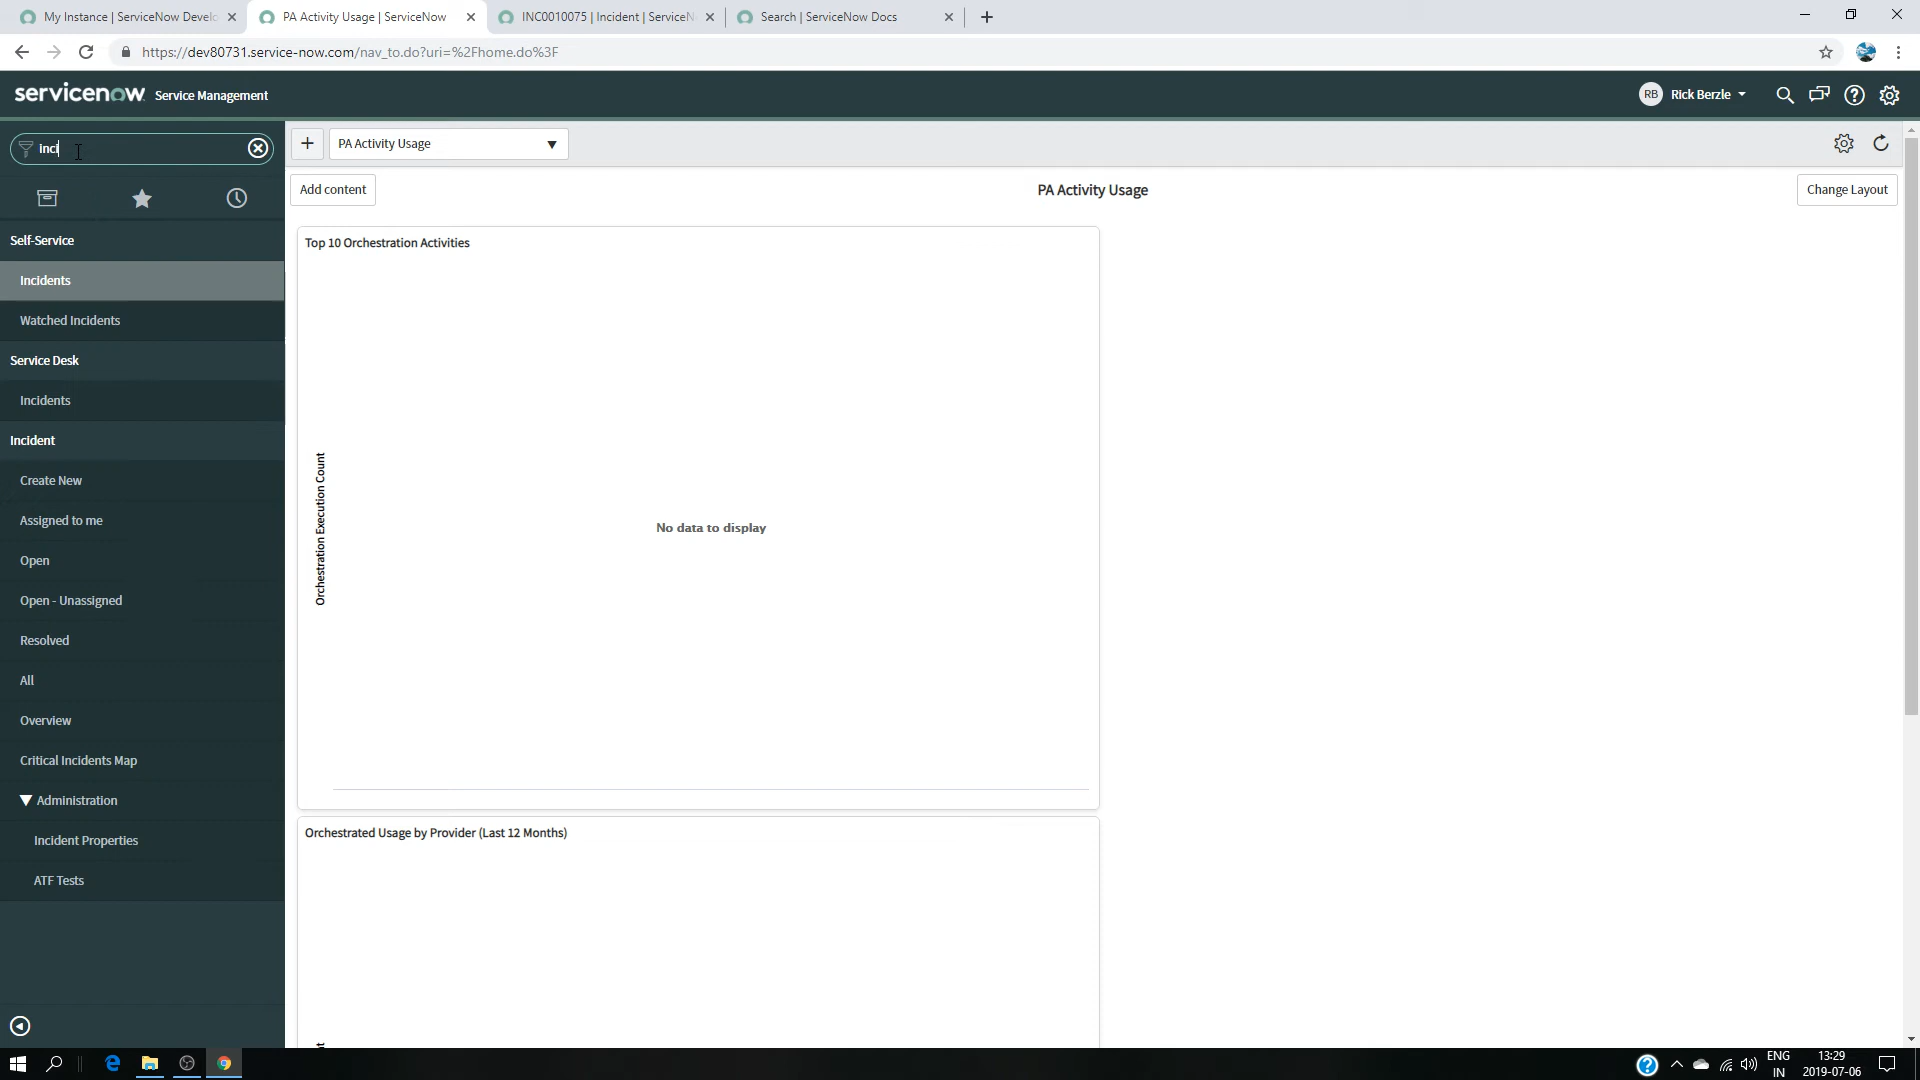 My Instance | ServiceNow Develo
PA Activity Usage | ServiceNow
INC0010075 | Incident | ServiceN
Search | ServiceNow Docs
https://dev80731.service-now.com/nav_to.do?uri=%2Fhome.do%3F
servicenow Service Management
RB Rick Berzle
inci
PA Activity Usage
Add content
PA Activity Usage
Change Layout
Self-Service
Incidents
Watched Incidents
Service Desk
Incidents
Incident
Create New
Assigned to me
Open
Open - Unassigned
Resolved
All
Overview
Critical Incidents Map
Administration
Incident Properties
ATF Tests
Top 10 Orchestration Activities
Orchestration Execution Count
No data to display
Orchestrated Usage by Provider (Last 12 Months)
ENG
IN
13:29
2019-07-06